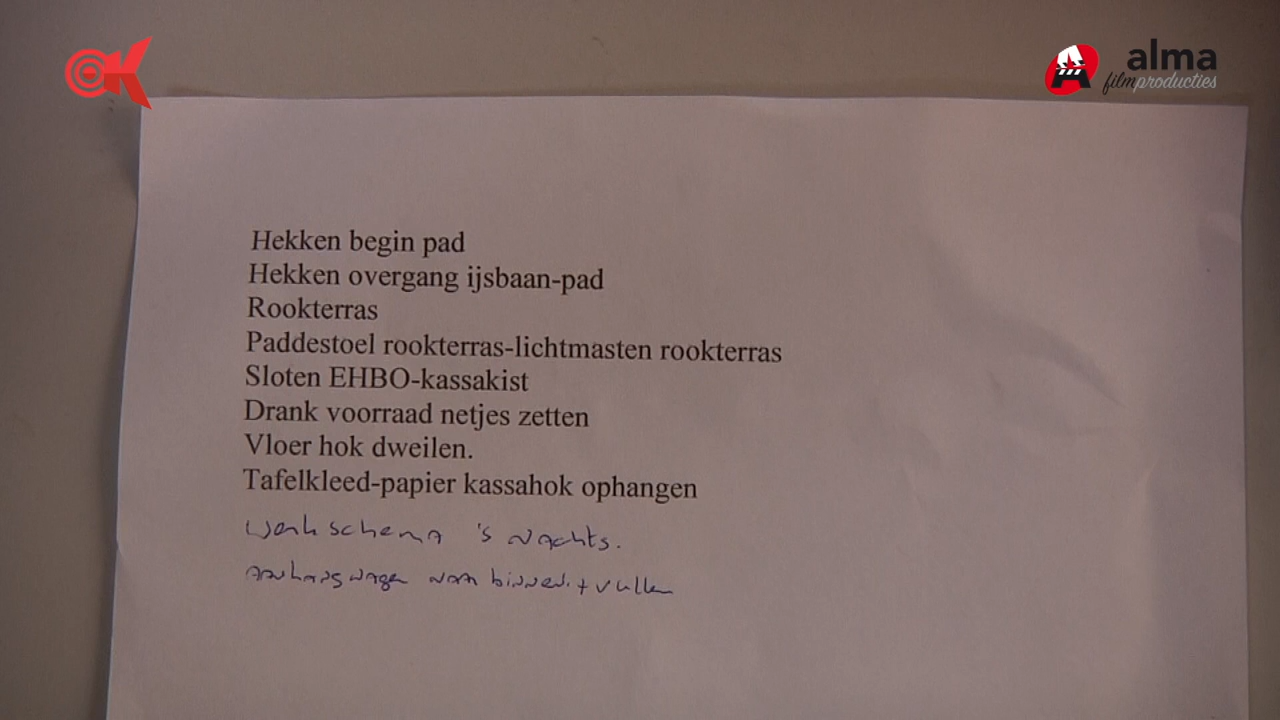 OK
alma
filmproducties
Hekken begin pad
Hekken overgang ijsbaan-pad
Rookterras
Paddestoel rookterras-lichtmasten rookterras
Sloten EHBO-kassakist
Drank voorraad netjes zetten
Vloer hok dweilen.
Tafelkleed-papier kassahok ophangen
Werkschema 's nachts.
Aanhangwagen naar binnen + vullen